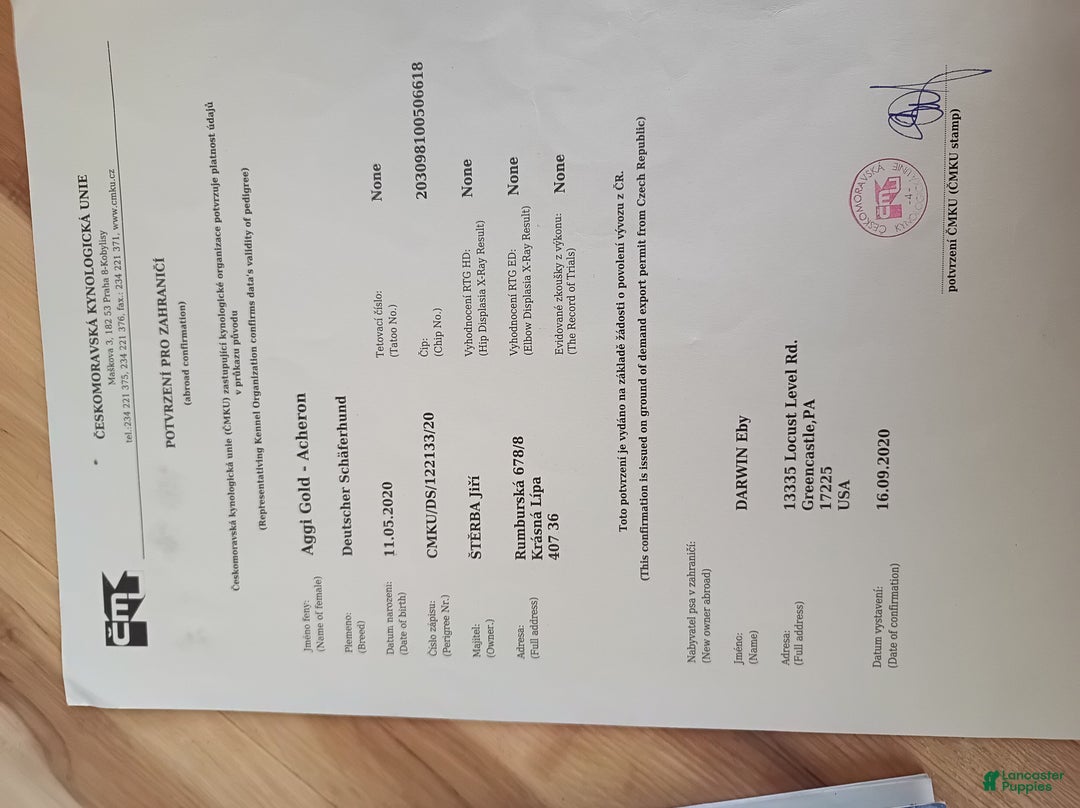 ČMK
ČESKOMORAVSKÁ KYNOLOGICKÁ UNIE
Maškova 3, 182 53 Praha 8-Kobylisy
tel.:234 221 375, 234 221 376, fax.: 234 221 371, www.cmku.cz
POTVRZENÍ PRO ZAHRANIČÍ
(abroad confirmation)
Českomoravská kynologická unie (ČMKU) zastupující kynologické organizace potvrzuje platnost údajů
v průkazu původu
(Representativing Kennel Organization confirms data's validity of pedigree)
Jméno feny: Aggi Gold - Acheron
(Name of female)
Plemeno: Deutscher Schäferhund
(Breed)
Datum narození: 11.05.2020
(Date of birth)
Číslo zápisu: CMKU/DS/122133/20
(Perigree Nr.)
Majitel: ŠTĚRBA Jiří
(Owner.)
Adresa: Rumburská 678/8
(Full address) Krásná Lípa
407 36
Tetovací číslo: None
(Tatoo No.)
Čip: 203098100506618
(Chip No.)
Vyhodnocení RTG HD: None
(Hip Displasia X-Ray Result)
Vyhodnocení RTG ED: None
(Elbow Displasia X-Ray Result)
Evidované zkoušky z výkonu: None
(The Record of Trials)
Toto potvrzení je vydáno na základě žádosti o povolení vývozu z ČR.
(This confirmation is issued on ground of demand export permit from Czech Republic)
Nabyvatel psa v zahraničí:
(New owner abroad)
Jméno: DARWIN Eby
(Name)
Adresa: 13335 Locust Level Rd.
(Full address) Greencastle,PA
17225
USA
Datum vystavení: 16.09.2020
(Date of confirmation)
ČESKOMORAVSKÁ KYNOLOGICKÁ UNIE
ČMK
-4-
potvrzení ČMKU (ČMKU stamp)
Lancaster
Puppies